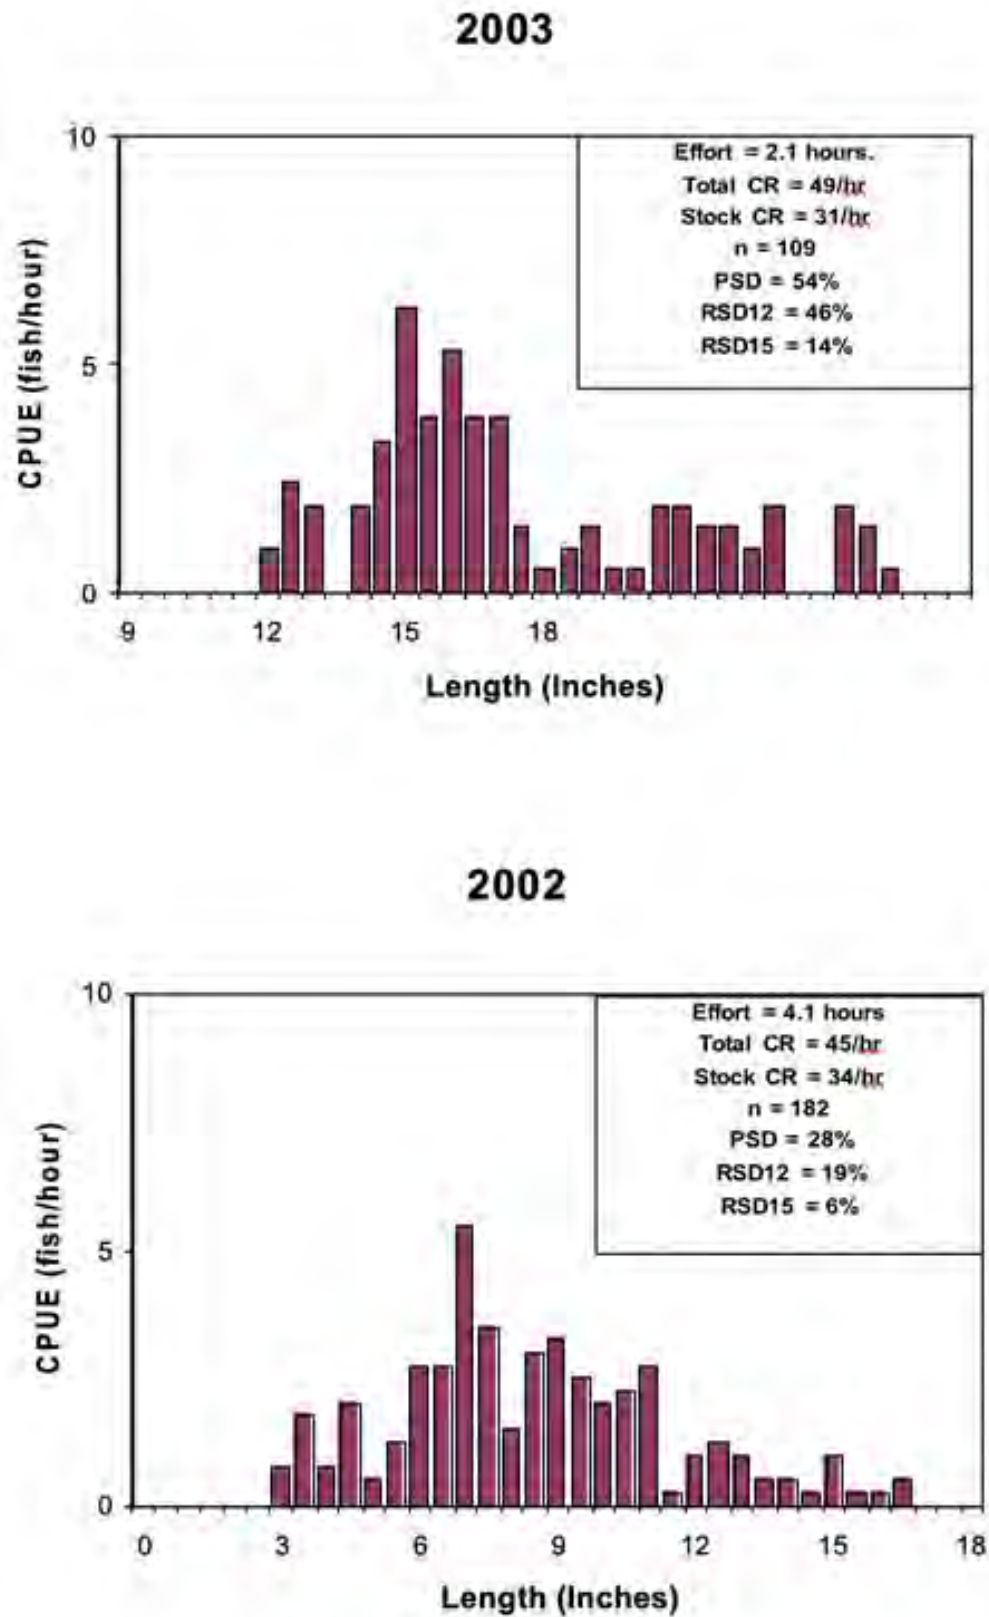 2003
10
5
0
CPUE (fish/hour)
Effort = 2.1 hours.
Total CR = 49/hr
Stock CR = 31/hr
n = 109
PSD = 54%
RSD12 = 46%
RSD15 = 14%
9 12 15 18
Length (Inches)
2002
10
5
0
CPUE (fish/hour)
Effort = 4.1 hours
Total CR = 45/hr
Stock CR = 34/hr
n = 182
PSD = 28%
RSD12 = 19%
RSD15 = 6%
0 3 6 9 12 15 18
Length (Inches)